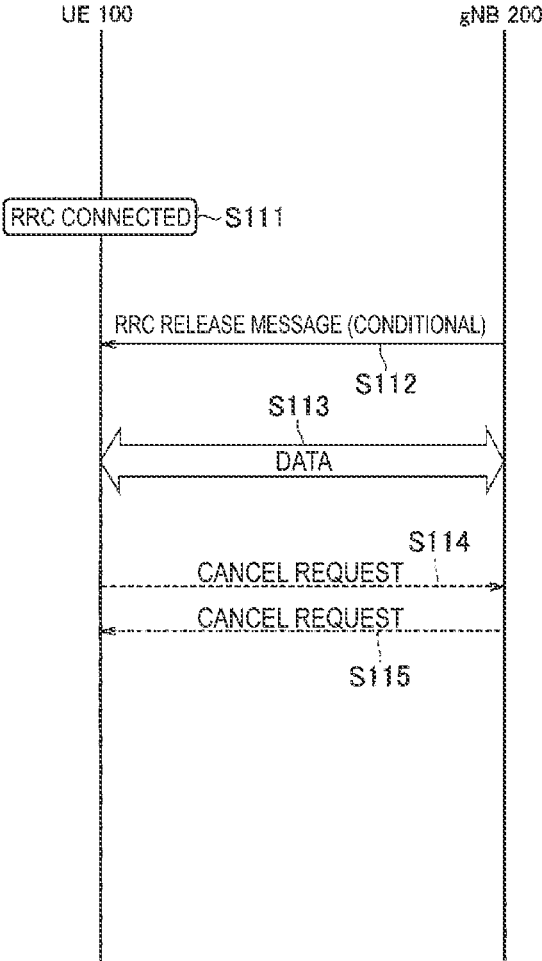 UE 100
gNB 200
RRC CONNECTED
S111
RRC RELEASE MESSAGE (CONDITIONAL)
S112
S113
DATA
S114
CANCEL REQUEST
CANCEL REQUEST
S115